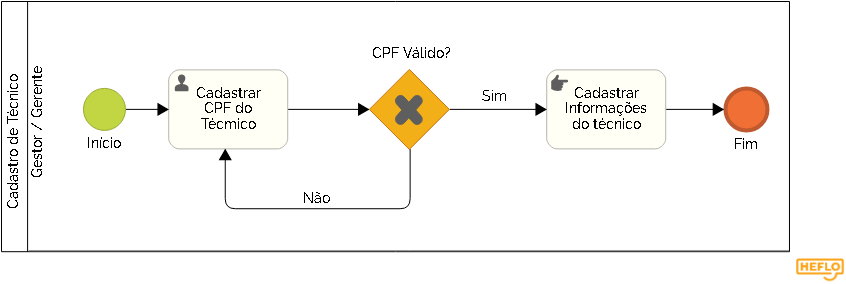 Cadastro de Técnico
Gestor / Gerente
Início
Cadastrar
CPF do
Técmico
CPF Válido?
Sim
Não
Cadastrar
Informações
do técnico
Fim
HEFLO